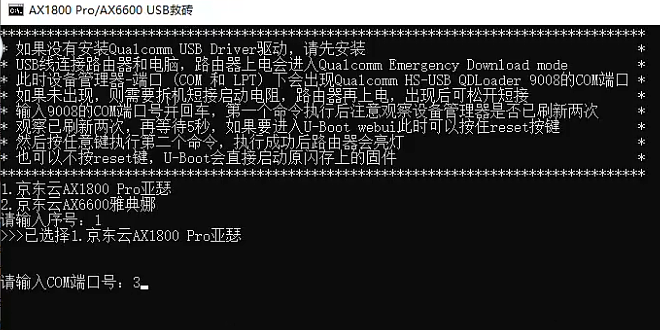 AX1800 Pro/AX6600 USB救砖
********************************************************************************
* 如果没有安装Qualcomm USB Driver驱动，请先安装 *
* USB线连接路由器和电脑，路由器上电会进入Qualcomm Emergency Download mode *
* 此时设备管理器-端口 (COM 和 LPT) 下会出现Qualcomm HS-USB QDLoader 9008的COM端口 *
* 如果未出现，则需要拆机短接启动电阻，路由器再上电，出现后可松开短接 *
* 输入9008的COM端口号并回车，第一个命令执行后注意观察设备管理器是否已刷新两次 *
* 观察已刷新两次，再等待5秒，如果要进入U-Boot webui此时可以按住reset按键 *
* 然后按任意键执行第二个命令，执行成功后路由器会亮灯 *
* 也可以不按reset键，U-Boot会直接启动原闪存上的固件 *
********************************************************************************
1.京东云AX1800 Pro亚瑟
2.京东云AX6600雅典娜
请输入序号：1
>>>已选择1.京东云AX1800 Pro亚瑟
请输入COM端口号：3